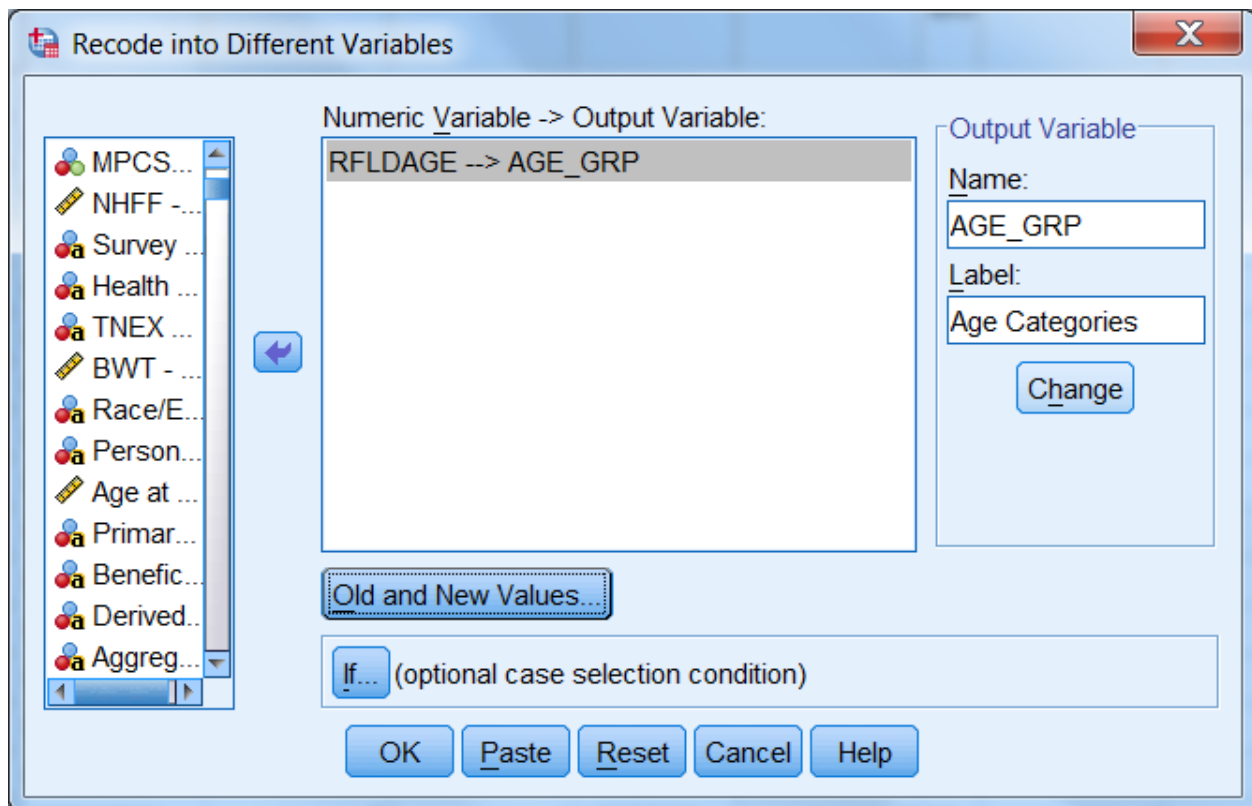 Recode into Different Variables
MPCS...
NHFF -...
Survey ...
Health ...
TNEX ...
BWT - ...
Race/E...
Person...
Age at ...
Primar...
Benefic...
Derived...
Aggreg...
Numeric Variable -> Output Variable:
RFLDAGE --> AGE_GRP
Output Variable
Name:
AGE_GRP
Label:
Age Categories
Change
Old and New Values...
If... (optional case selection condition)
OK Paste Reset Cancel Help